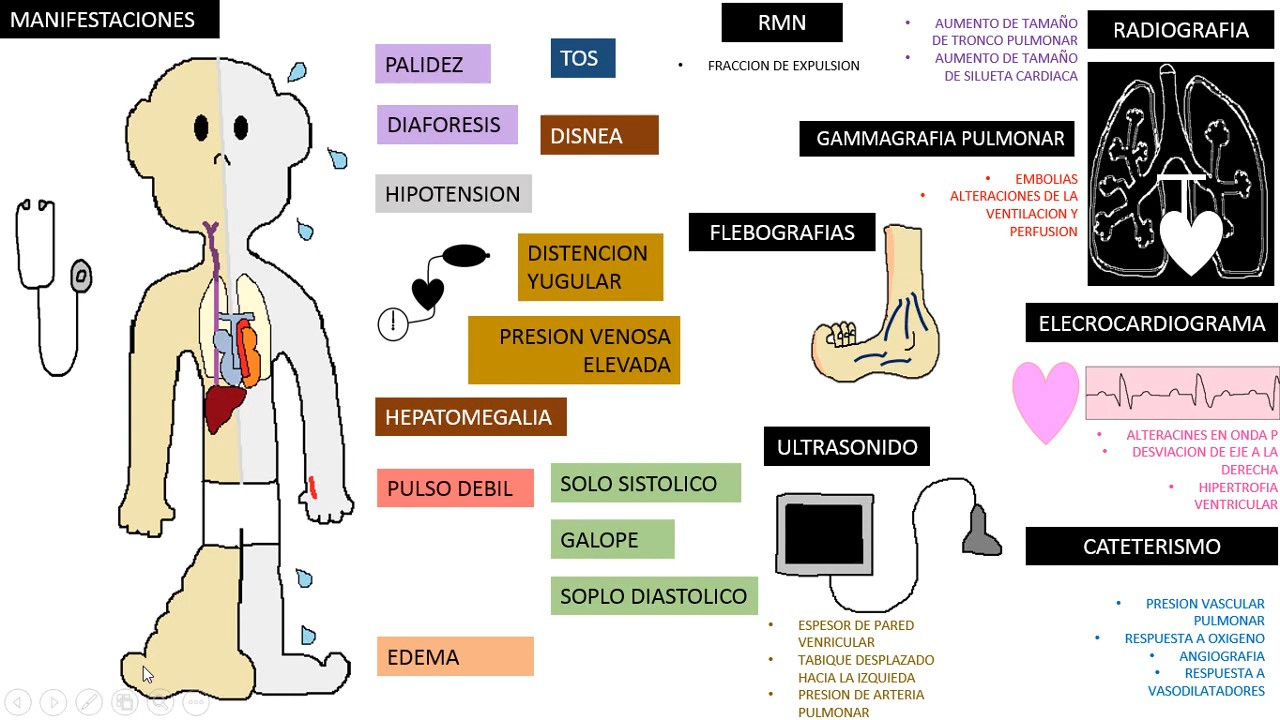 MANIFESTACIONES
PALIDEZ
TOS
DIAFORESIS
DISNEA
HIPOTENSION
DISTENCION
YUGULAR
PRESION VENOSA
ELEVADA
HEPATOMEGALIA
PULSO DEBIL
SOLO SISTOLICO
GALOPE
SOPLO DIASTOLICO
EDEMA
RMN
• FRACCION DE EXPULSION
RADIOGRAFIA
• AUMENTO DE TAMAÑO
DE TRONCO PULMONAR
• AUMENTO DE TAMAÑO
DE SILUETA CARDIACA
GAMMAGRAFIA PULMONAR
• EMBOLIAS
• ALTERACIONES DE LA
VENTILACION Y
PERFUSION
FLEBOGRAFIAS
ELECROCARDIOGRAMA
• ALTERACINES EN ONDA P
• DESVIACION DE EJE A LA
DERECHA
• HIPERTROFIA
VENTRICULAR
ULTRASONIDO
• ESPESOR DE PARED
VENRICULAR
• TABIQUE DESPLAZADO
HACIA LA IZQUIEDA
• PRESION DE ARTERIA
PULMONAR
CATETERISMO
• PRESION VASCULAR
PULMONAR
• RESPUESTA A OXIGENO
• ANGIOGRAFIA
• RESPUESTA A
VASODILATADORES